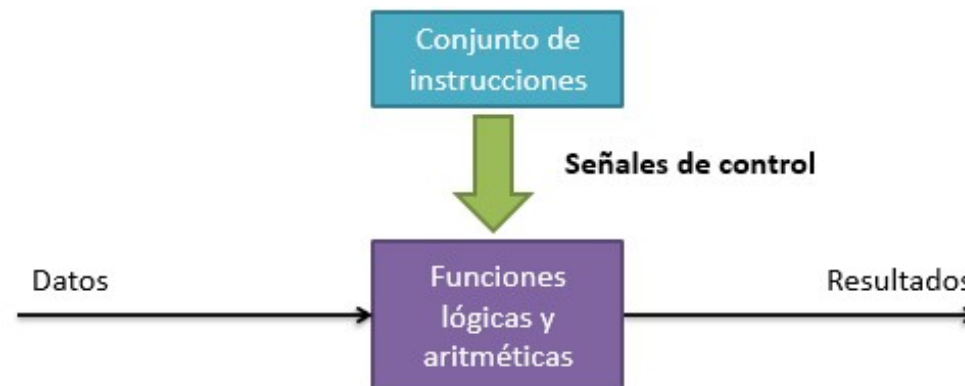 Conjunto de
instrucciones
Señales de control
Datos
Funciones
lógicas y
aritméticas
Resultados